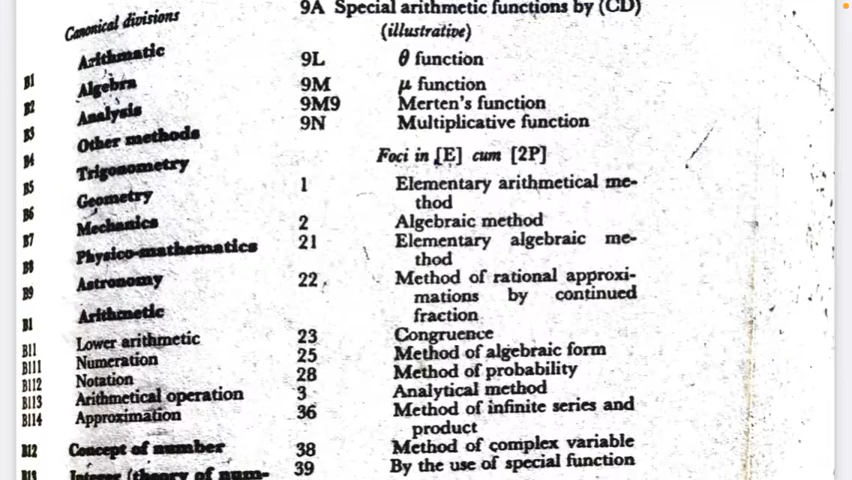 Canonical divisions
B1 Arithmatic
B2 Algebra
B3 Analysis
B4 Other methods
B5 Trigonometry
B6 Geometry
B7 Mechanics
B8 Physico-mathematics
B9 Astronomy
B1 Arithmetic
B11 Lower arithmetic
B111 Numeration
B112 Notation
B113 Arithmetical operation
B114 Approximation
B12 Concept of number
B13 Integer (theory of num-
9A Special arithmetic functions by (CD)
(illustrative)
9L θ function
9M μ function
9M9 Merten's function
9N Multiplicative function
Foci in [E] cum [2P]
1 Elementary arithmetical me-
thod
2 Algebraic method
21 Elementary algebraic me-
thod
22 Method of rational approxi-
mations by continued
fraction
23 Congruence
25 Method of algebraic form
28 Method of probability
3 Analytical method
36 Method of infinite series and
product
38 Method of complex variable
39 By the use of special function